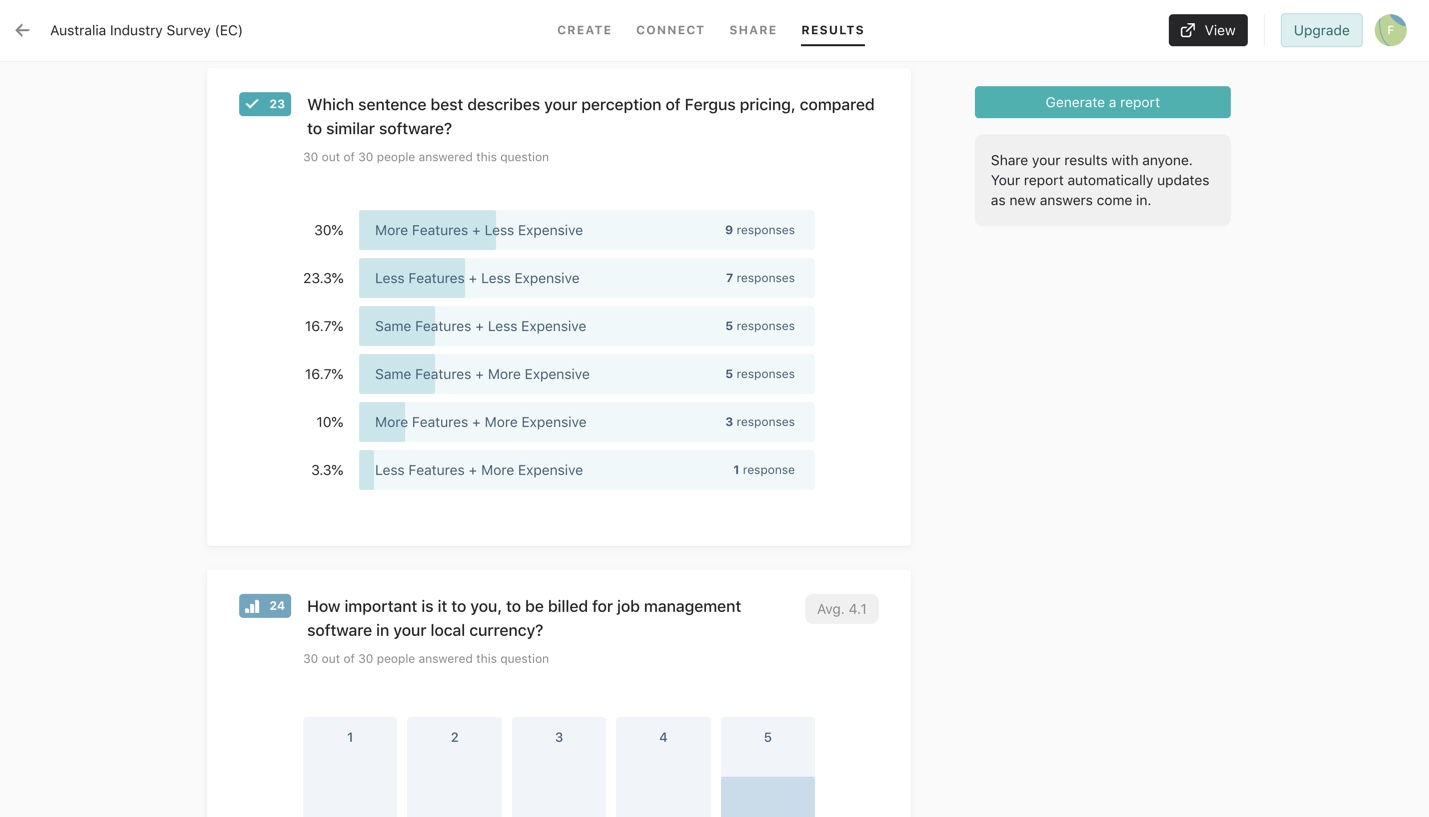 Australia Industry Survey (EC)
CREATE CONNECT SHARE RESULTS
View
Upgrade
F
23
Which sentence best describes your perception of Fergus pricing, compared
to similar software?
30 out of 30 people answered this question
30% More Features + Less Expensive 9 responses
23.3% Less Features + Less Expensive 7 responses
16.7% Same Features + Less Expensive 5 responses
16.7% Same Features + More Expensive 5 responses
10% More Features + More Expensive 3 responses
3.3% Less Features + More Expensive 1 response
Generate a report
Share your results with anyone.
Your report automatically updates
as new answers come in.
24
How important is it to you, to be billed for job management
software in your local currency?
Avg. 4.1
30 out of 30 people answered this question
1 2 3 4 5